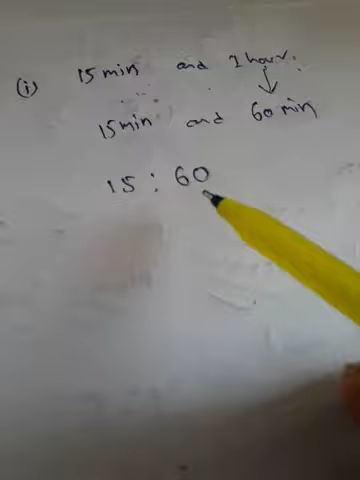 (i) 15 min and 1 hour.
15 min and 60 min
15 : 60